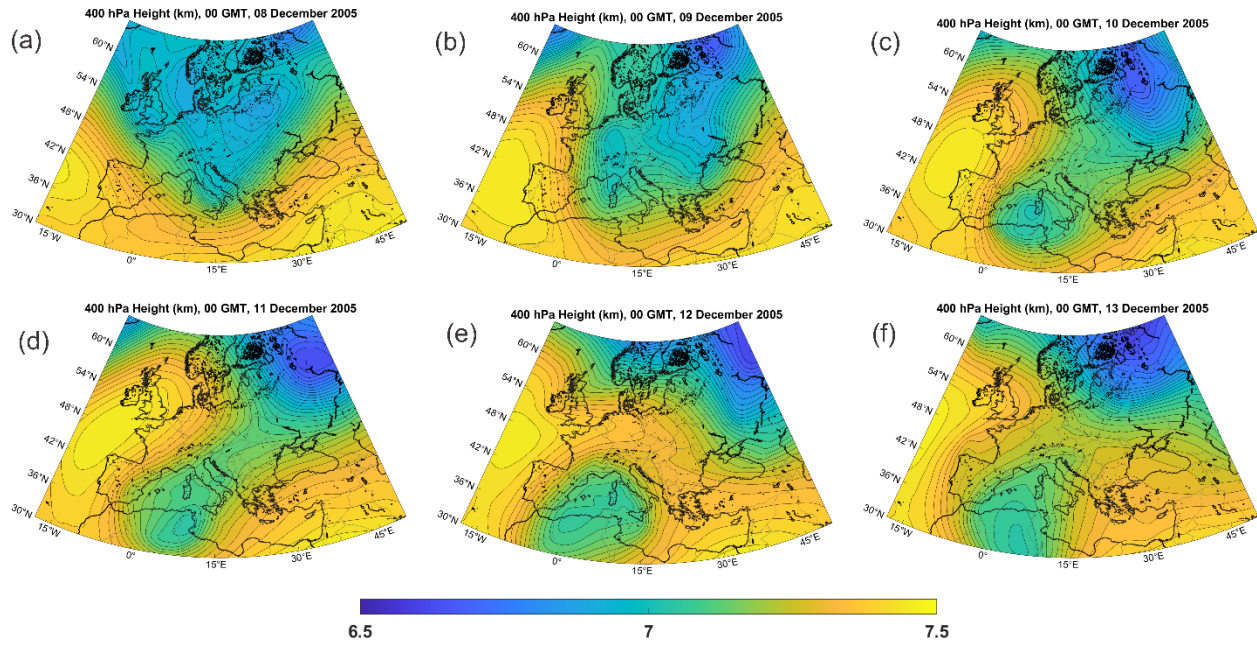 400 hPa Height (km), 00 GMT, 08 December 2005
(a)
60°N
54°N
48°N
42°N
36°N
30°N
15°W
0°
15°E
30°E
45°E
400 hPa Height (km), 00 GMT, 09 December 2005
(b)
60°N
54°N
48°N
42°N
36°N
30°N
15°W
0°
15°E
30°E
45°E
400 hPa Height (km), 00 GMT, 10 December 2005
(c)
60°N
54°N
48°N
42°N
36°N
30°N
15°W
0°
15°E
30°E
45°E
400 hPa Height (km), 00 GMT, 11 December 2005
(d)
60°N
54°N
48°N
42°N
36°N
30°N
15°W
0°
15°E
30°E
45°E
400 hPa Height (km), 00 GMT, 12 December 2005
(e)
60°N
54°N
48°N
42°N
36°N
30°N
15°W
0°
15°E
30°E
45°E
400 hPa Height (km), 00 GMT, 13 December 2005
(f)
60°N
54°N
48°N
42°N
36°N
30°N
15°W
0°
15°E
30°E
45°E
6.5 7 7.5